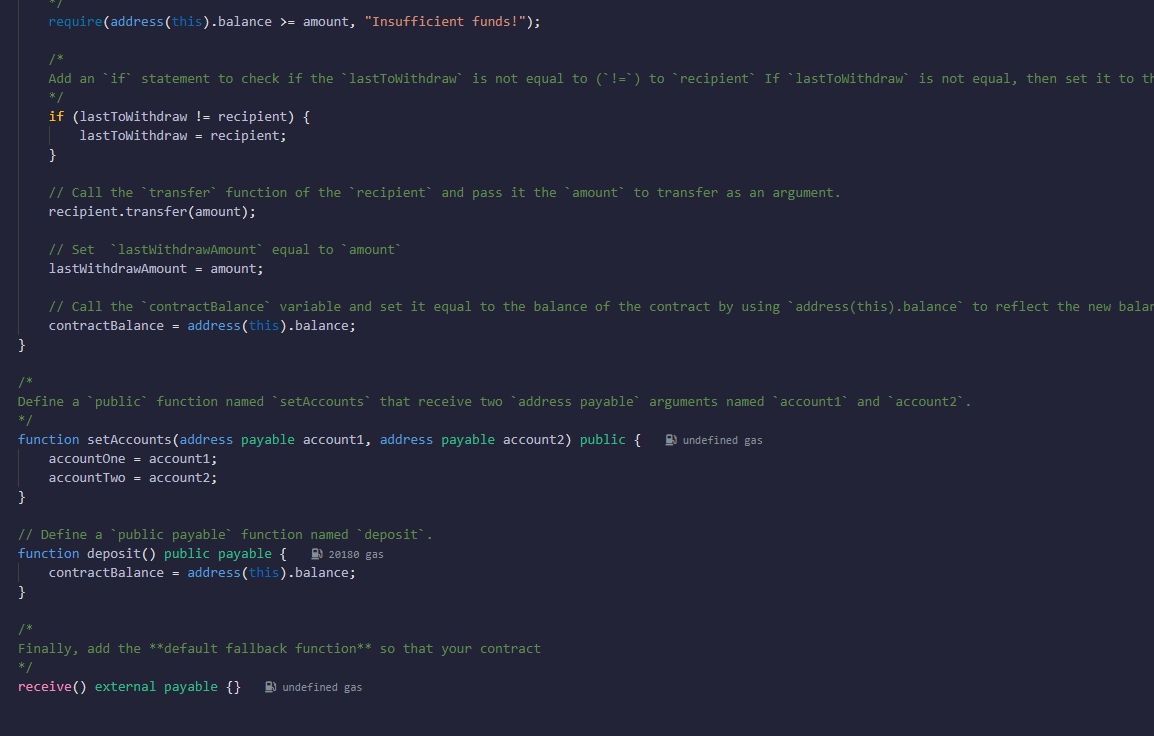 */
require(address(this).balance >= amount, "Insufficient funds!");
/*
Add an `if` statement to check if the `lastToWithdraw` is not equal to (`!=`) to `recipient` If `lastToWithdraw` is not equal, then set it to
*/
if (lastToWithdraw != recipient) {
lastToWithdraw = recipient;
}
// Call the `transfer` function of the `recipient` and pass it the `amount` to transfer as an argument.
recipient.transfer(amount);
// Set  `lastWithdrawAmount` equal to `amount`
lastWithdrawAmount = amount;
// Call the `contractBalance` variable and set it equal to the balance of the contract by using `address(this).balance` to reflect the new
contractBalance = address(this).balance;
}
/*
Define a `public` function named `setAccounts` that receive two `address payable` arguments named `account1` and `account2`.
*/
function setAccounts(address payable account1, address payable account2) public { undefined gas
accountOne = account1;
accountTwo = account2;
}
// Define a `public payable` function named `deposit`.
function deposit() public payable { 20180 gas
contractBalance = address(this).balance;
}
/*
Finally, add the **default fallback function** so that your contract
*/
receive() external payable {} undefined gas